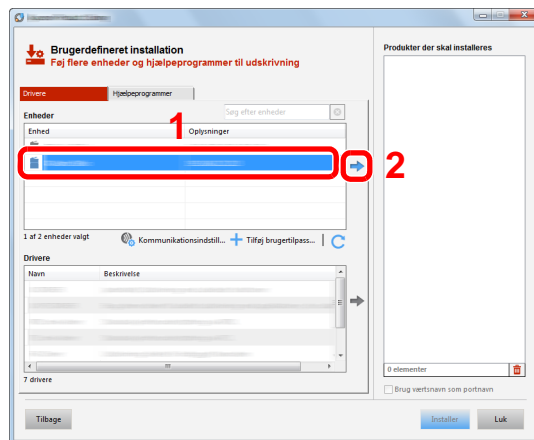 Brugerdefineret installation
Føj flere enheder og hjælpeprogrammer til udskrivning
Drivere
Hjælpeprogrammer
Enheder
Søg efter enheder
Enhed
Oplysninger
1
2
1 af 2 enheder valgt
Kommunikationsindstill...
Tilføj brugertilpass...
Drivere
Navn
Beskrivelse
7 drivere
Produkter der skal installeres
0 elementer
Brug værtsnavn som portnavn
Tilbage
Installer
Luk